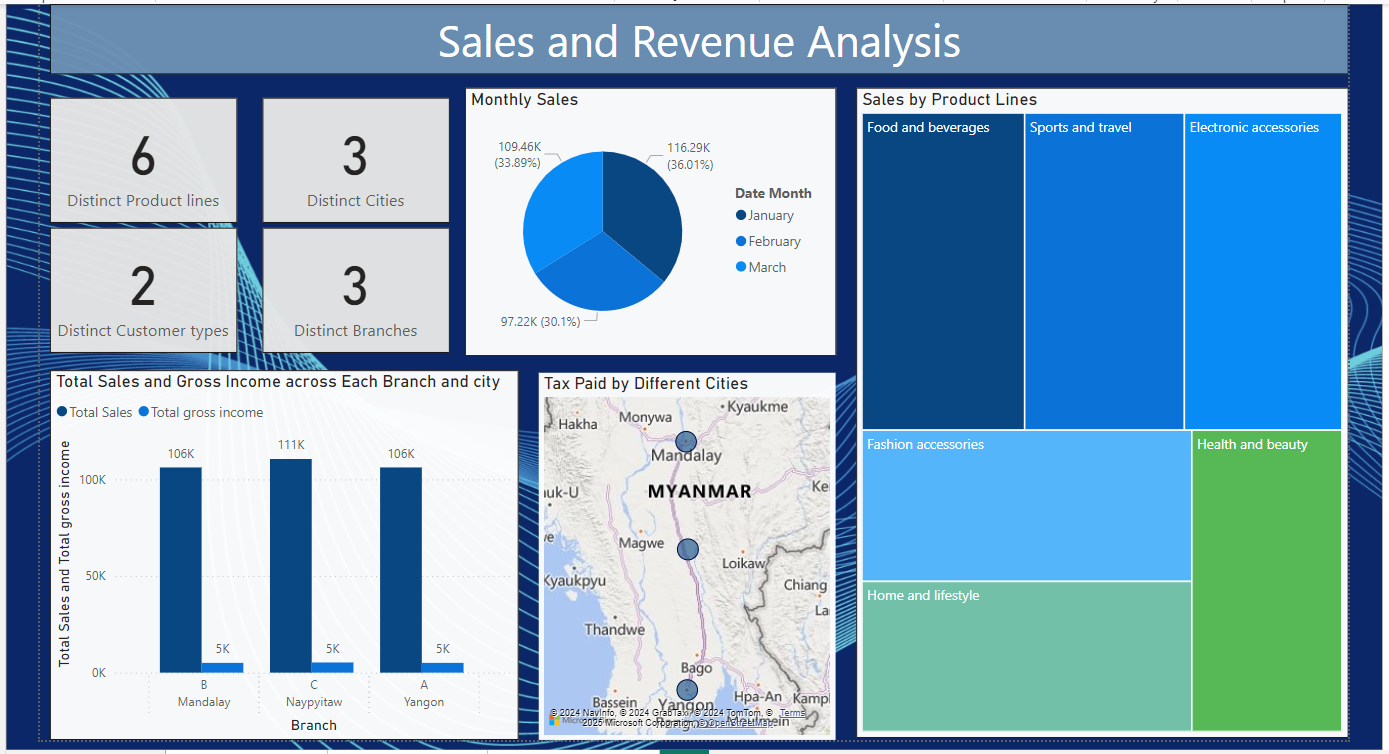 Sales and Revenue Analysis
6
Distinct Product lines
3
Distinct Cities
2
Distinct Customer types
3
Distinct Branches
Monthly Sales
109.46K
(33.89%)
116.29K
(36.01%)
97.22K (30.1%)
Date Month
January
February
March
Sales by Product Lines
Food and beverages
Sports and travel
Electronic accessories
Fashion accessories
Health and beauty
Home and lifestyle
Total Sales and Gross Income across Each Branch and city
Total Sales
Total gross income
Total Sales and Total gross income
100K
50K
0K
106K
5K
111K
5K
106K
5K
B
C
A
Mandalay
Naypyitaw
Yangon
Branch
Tax Paid by Different Cities
Kyaukme
Monywa
Hakha
Mandalay
MYANMAR
Ke
uk-U
Magwe
Loikaw
Kyaukpyu
Chiang
La
Thandwe
Bago
Hpa-An
Kamp
Bassein
Yangon
© 2024 NavInfo, © 2024 GrabTaxi, © 2024 TomTom, ©
Terms
2025 Microsoft Corporation, © OpenStreetMap